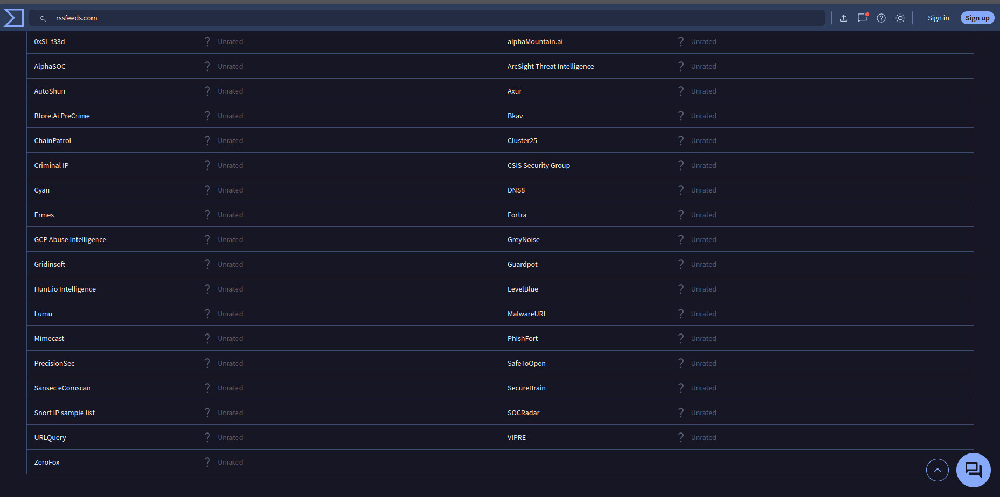 rssfeeds.com
Sign in
Sign up
0xSI_f33d ? Unrated alphaMountain.ai ? Unrated
AlphaSOC ? Unrated ArcSight Threat Intelligence ? Unrated
AutoShun ? Unrated Axur ? Unrated
Bfore.Ai PreCrime ? Unrated Bkav ? Unrated
ChainPatrol ? Unrated Cluster25 ? Unrated
Criminal IP ? Unrated CSIS Security Group ? Unrated
Cyan ? Unrated DNS8 ? Unrated
Ermes ? Unrated Fortra ? Unrated
GCP Abuse Intelligence ? Unrated GreyNoise ? Unrated
Gridinsoft ? Unrated Guardpot ? Unrated
Hunt.io Intelligence ? Unrated LevelBlue ? Unrated
Lumu ? Unrated MalwareURL ? Unrated
Mimecast ? Unrated PhishFort ? Unrated
PrecisionSec ? Unrated SafeToOpen ? Unrated
Sansec eComscan ? Unrated SecureBrain ? Unrated
Snort IP sample list ? Unrated SOCRadar ? Unrated
URLQuery ? Unrated VIPRE ? Unrated
ZeroFox ? Unrated